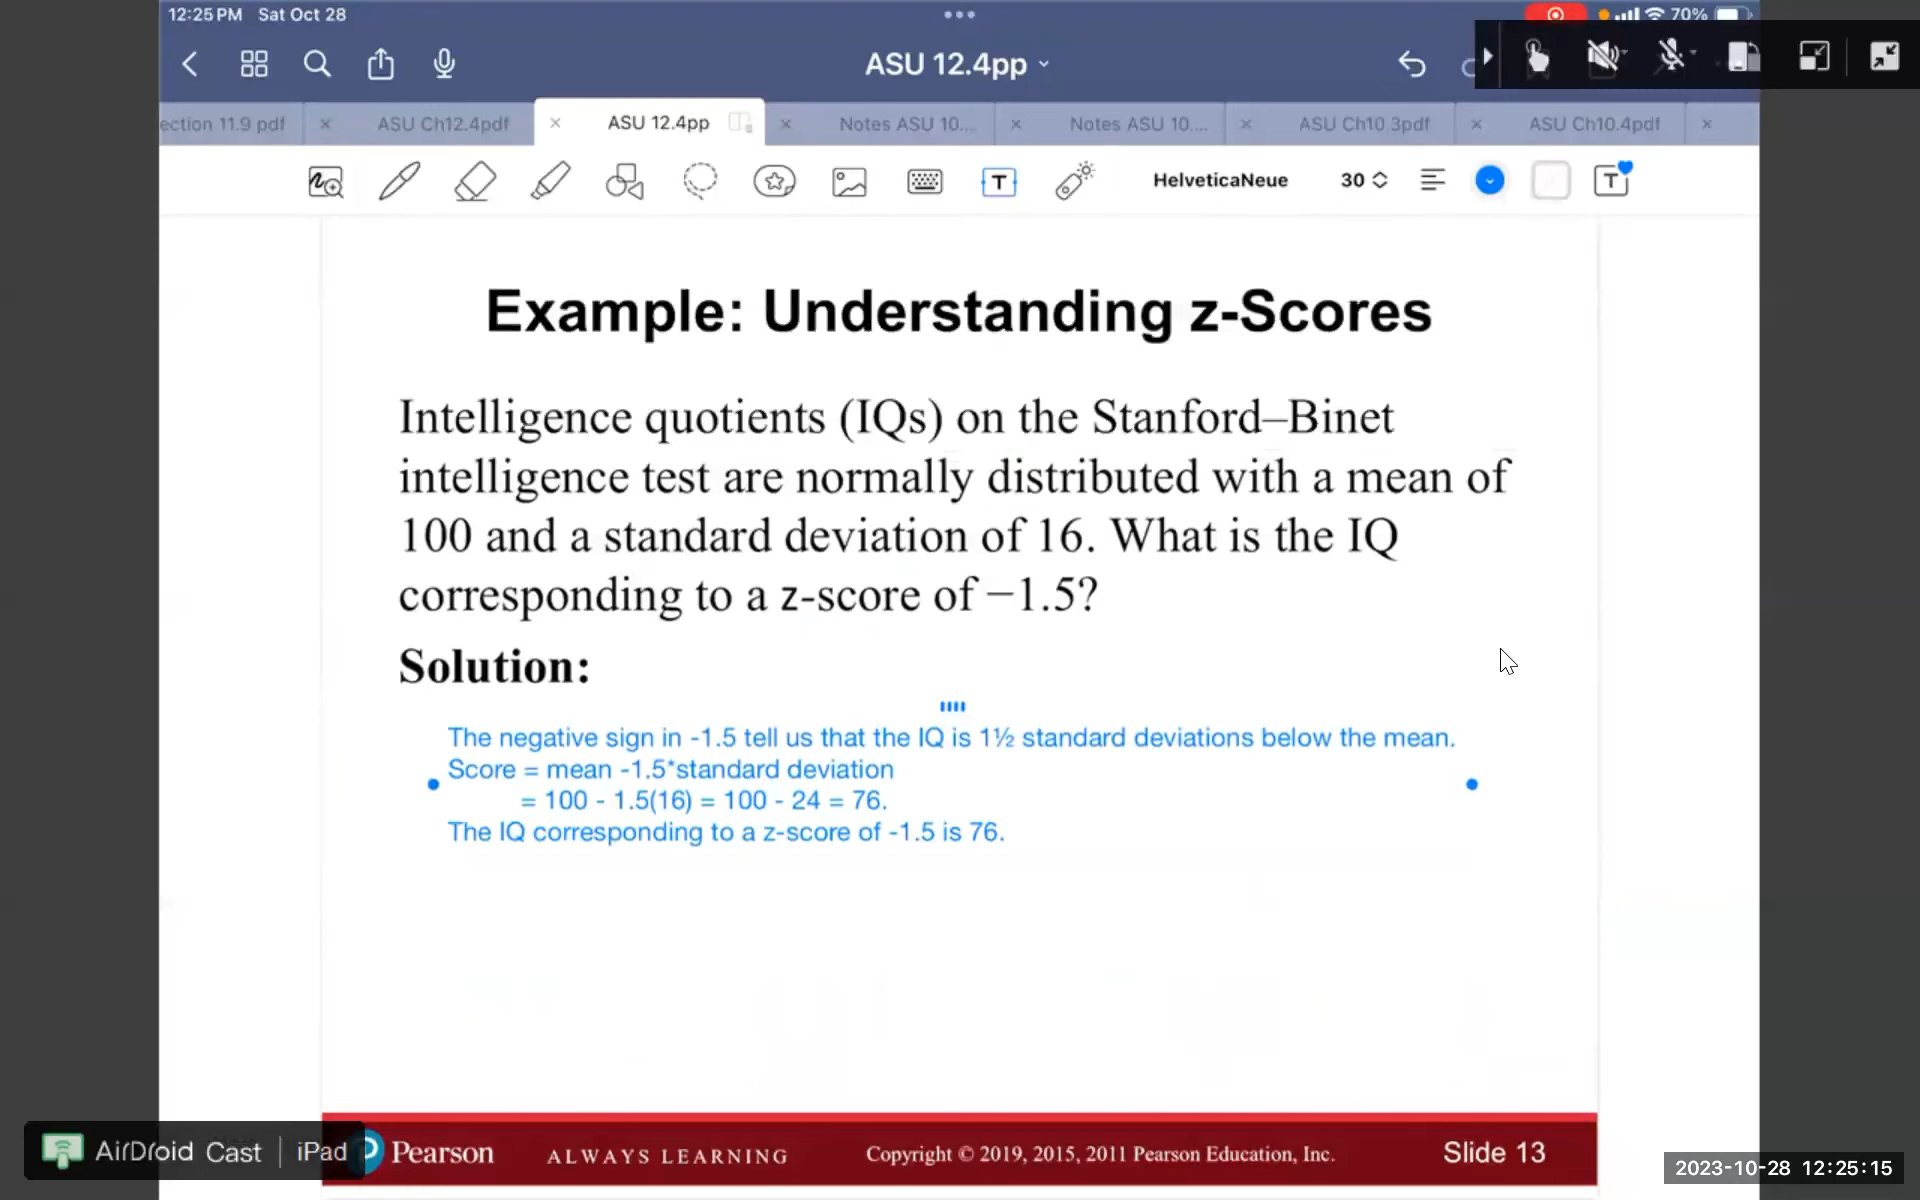 12:25 PM Sat Oct 28
70%
ASU 12.4pp
ection 11.9 pdf
ASU Ch12.4pdf
ASU 12.4pp
Notes ASU 10....
Notes ASU 10....
ASU Ch10.3pdf
ASU Ch10.4pdf
T
HelveticaNeue
30
T
Example: Understanding z-Scores
Intelligence quotients (IQs) on the Stanford–Binet
intelligence test are normally distributed with a mean of
100 and a standard deviation of 16. What is the IQ
corresponding to a z-score of −1.5?
Solution:
The negative sign in -1.5 tell us that the IQ is 1½ standard deviations below the mean.
Score = mean -1.5*standard deviation
= 100 - 1.5(16) = 100 - 24 = 76.
The IQ corresponding to a z-score of -1.5 is 76.
AirDroid Cast | iPad
Pearson
ALWAYS LEARNING
Copyright © 2019, 2015, 2011 Pearson Education, Inc.
Slide 13
2023-10-28 12:25:15